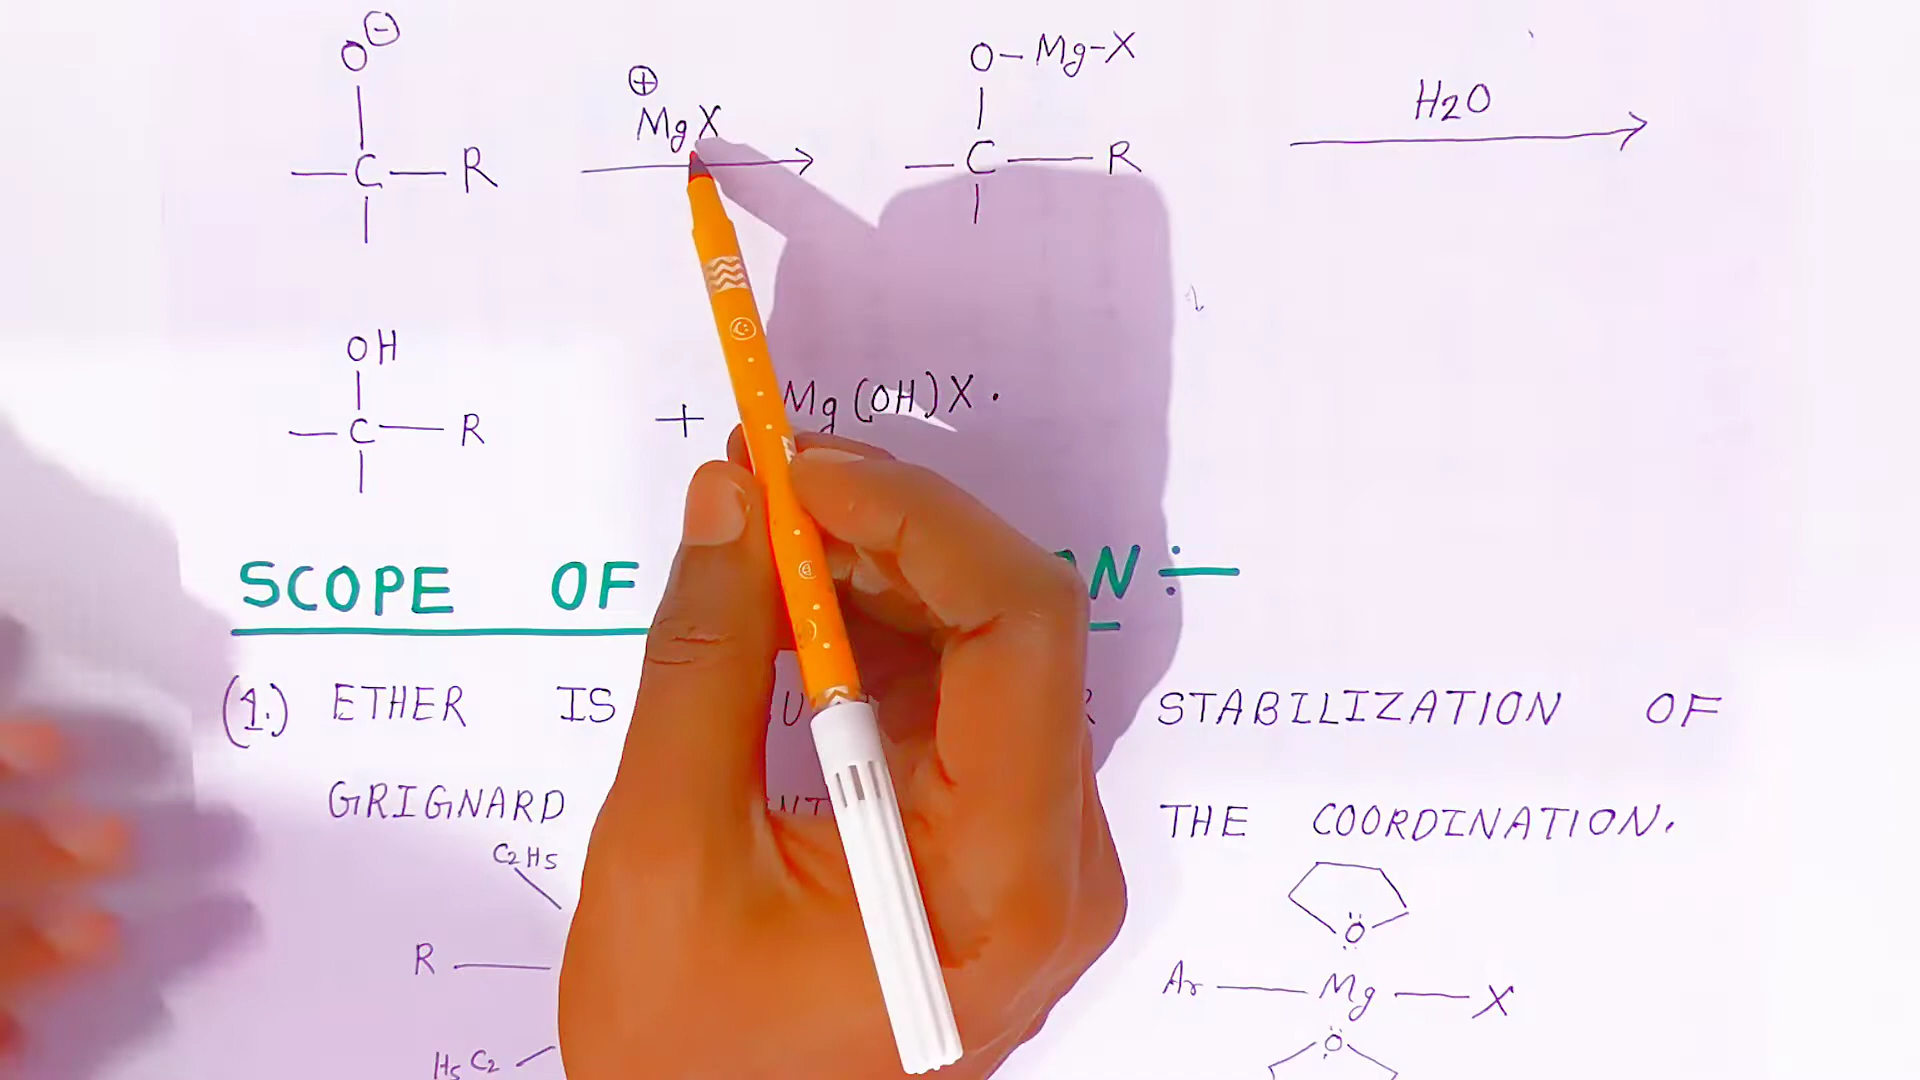 O⊖
—C—R
⊕
MgX
O-Mg-X
—C—R
H2O
OH
—C—R
+ Mg(OH)X.
SCOPE OF
(1.) ETHER IS STABILIZATION OF
GRIGNARD THE COORDINATION.
C2H5
R
H5C2
Ö
Ar—Mg—X
Ö